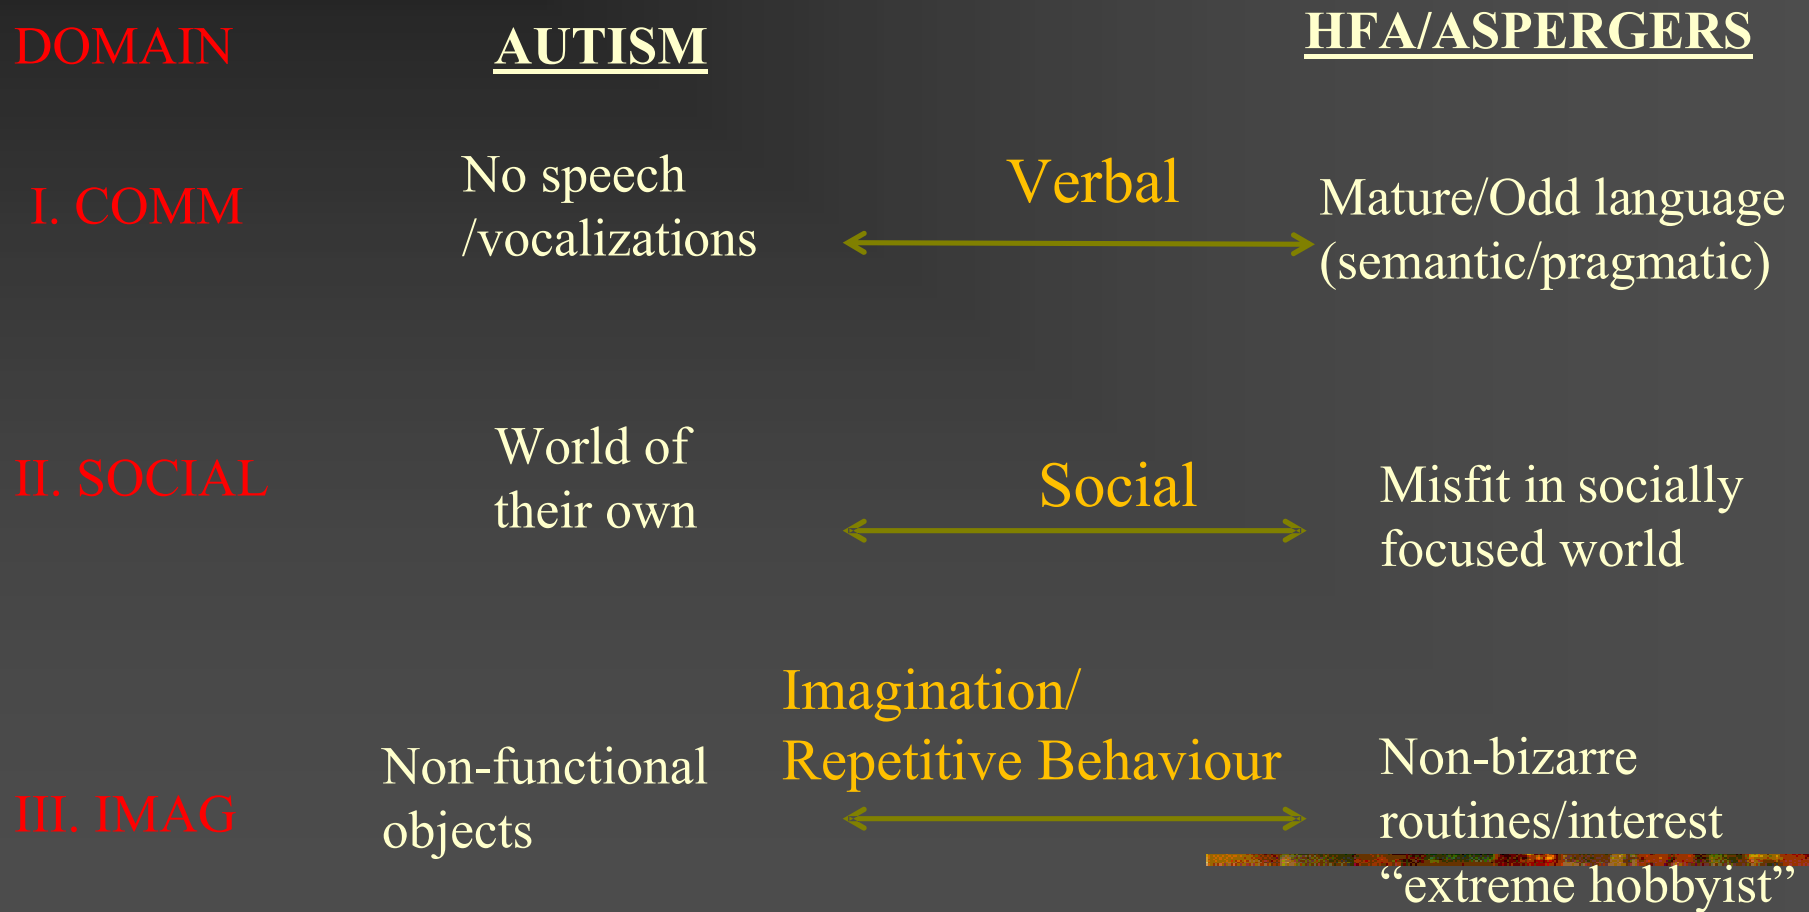 DOMAIN
AUTISM
HFA/ASPERGERS
I. COMM
No speech
/vocalizations
Verbal
Mature/Odd language
(semantic/pragmatic)
II. SOCIAL
World of
their own
Social
Misfit in socially
focused world
III. IMAG
Non-functional
objects
Imagination/
Repetitive Behaviour
Non-bizarre
routines/interest
“extreme hobbyist”